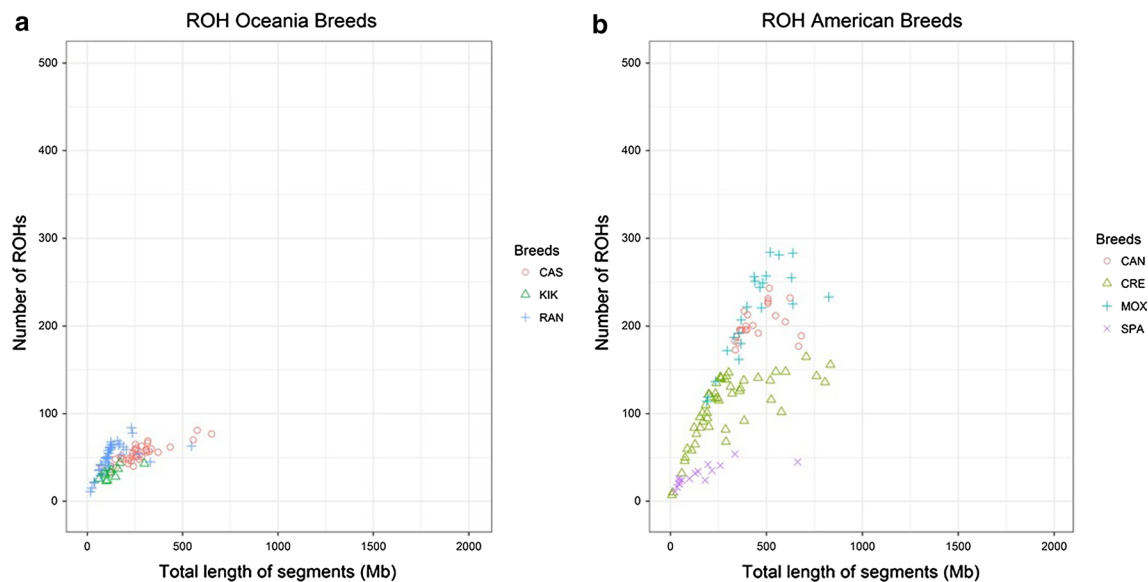 a
ROH Oceania Breeds
500
400
300
200
100
0
Number of ROHs
0 500 1000 1500 2000
Total length of segments (Mb)
Breeds
CAS
KIK
RAN
b
ROH American Breeds
500
400
300
200
100
0
Number of ROHs
0 500 1000 1500 2000
Total length of segments (Mb)
Breeds
CAN
CRE
MOX
SPA